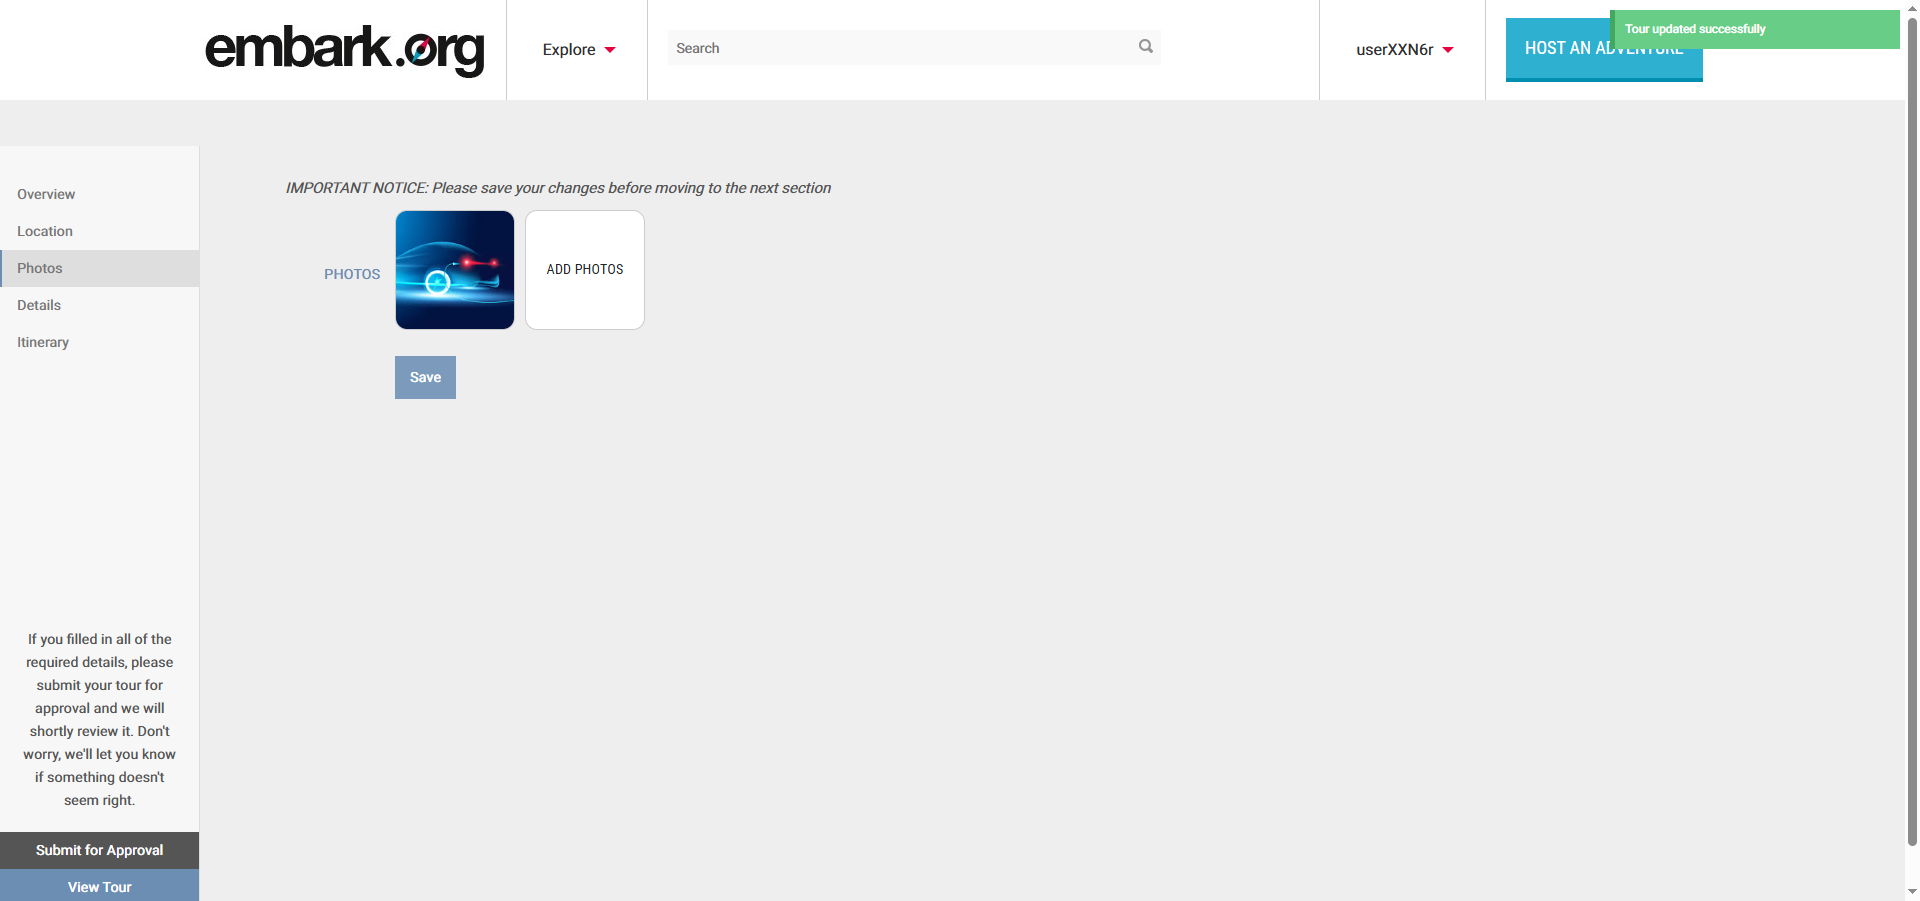 embark.org
Explore
Search
userXXN6r
HOST AN ADVENTURE
Tour updated successfully
Overview
Location
Photos
Details
Itinerary
IMPORTANT NOTICE: Please save your changes before moving to the next section
PHOTOS
ADD PHOTOS
Save
If you filled in all of the
required details, please
submit your tour for
approval and we will
shortly review it. Don't
worry, we'll let you know
if something doesn't
seem right.
Submit for Approval
View Tour